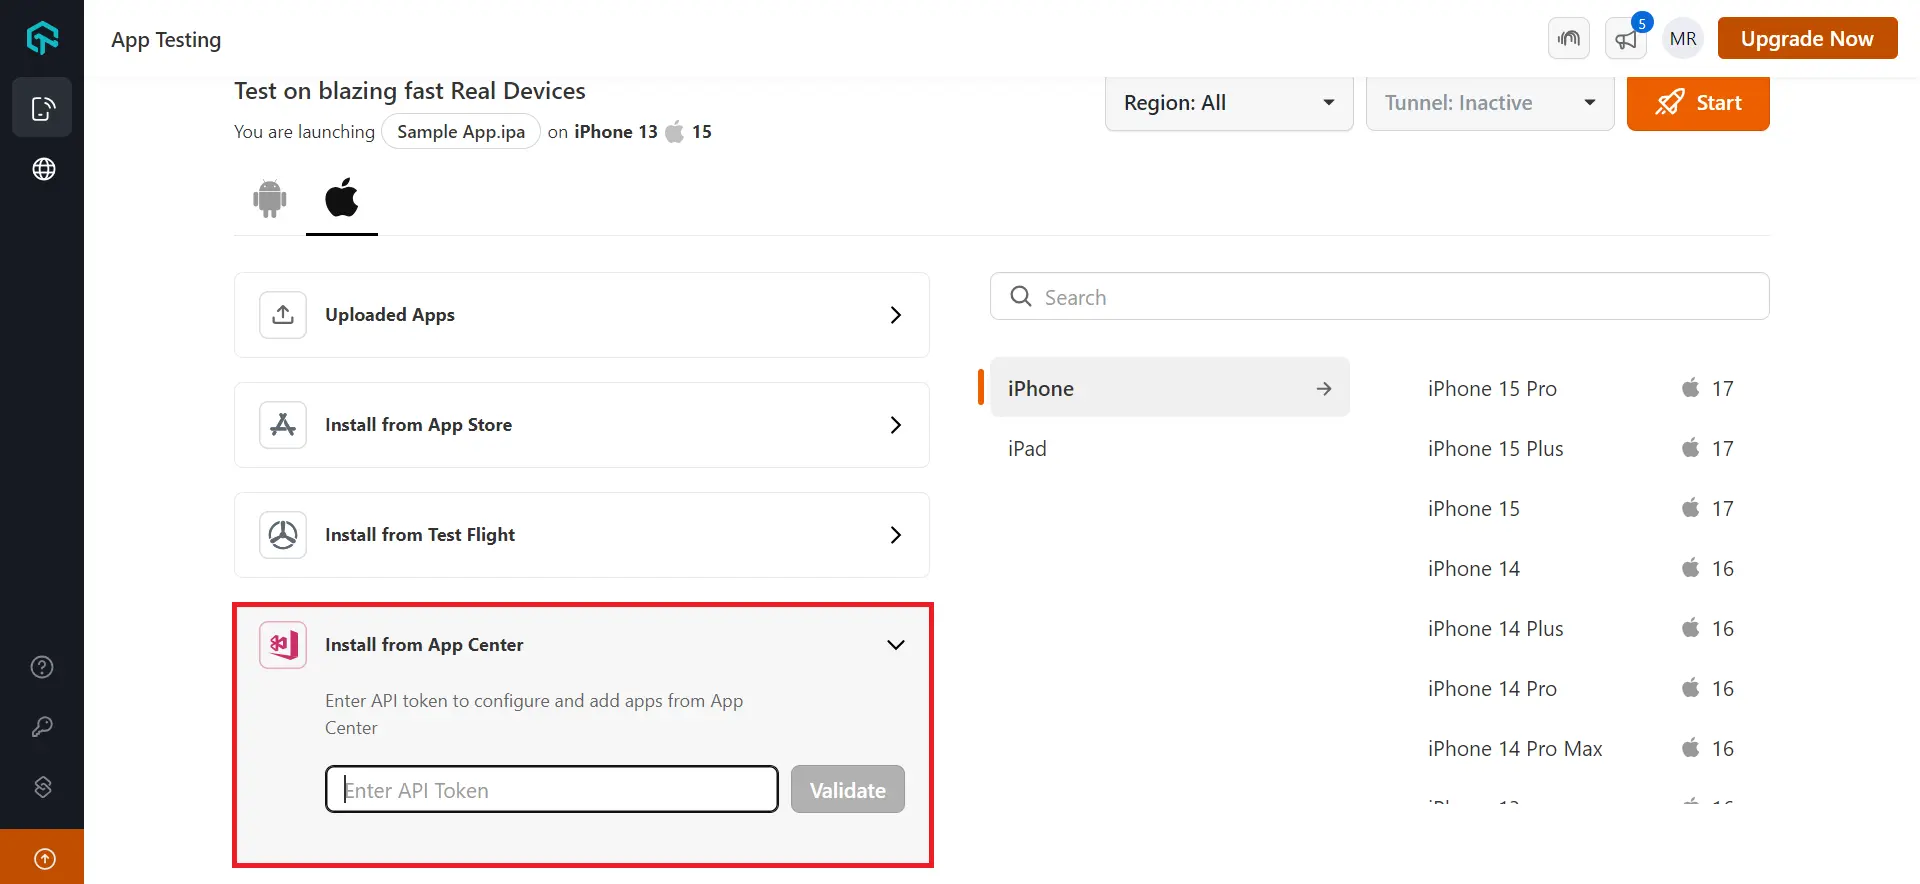 App Testing
5
MR
Upgrade Now
Test on blazing fast Real Devices
You are launching Sample App.ipa on iPhone 13 15
Region: All
Tunnel: Inactive
Start
Uploaded Apps
Install from App Store
Install from Test Flight
Install from App Center
Enter API token to configure and add apps from App
Center
Enter API Token
Validate
Search
iPhone
iPad
iPhone 15 Pro 17
iPhone 15 Plus 17
iPhone 15 17
iPhone 14 16
iPhone 14 Plus 16
iPhone 14 Pro 16
iPhone 14 Pro Max 16